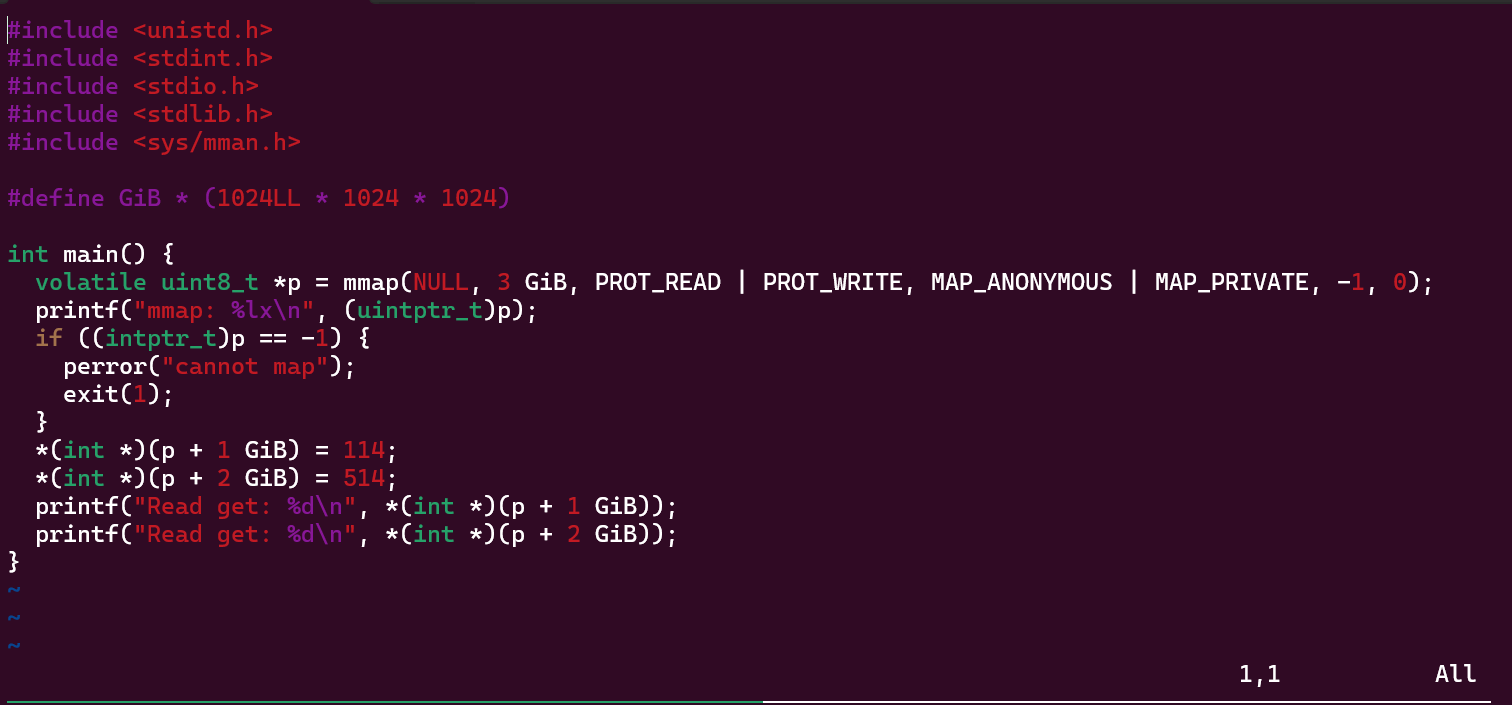 #include <unistd.h>
#include <stdint.h>
#include <stdio.h>
#include <stdlib.h>
#include <sys/mman.h>

#define GiB * (1024LL * 1024 * 1024)

int main() {
  volatile uint8_t *p = mmap(NULL, 3 GiB, PROT_READ | PROT_WRITE, MAP_ANONYMOUS | MAP_PRIVATE, -1, 0);
  printf("mmap: %lx\n", (uintptr_t)p);
  if ((intptr_t)p == -1) {
    perror("cannot map");
    exit(1);
  }
  *(int *)(p + 1 GiB) = 114;
  *(int *)(p + 2 GiB) = 514;
  printf("Read get: %d\n", *(int *)(p + 1 GiB));
  printf("Read get: %d\n", *(int *)(p + 2 GiB));
}
~
~
~
1,1 All